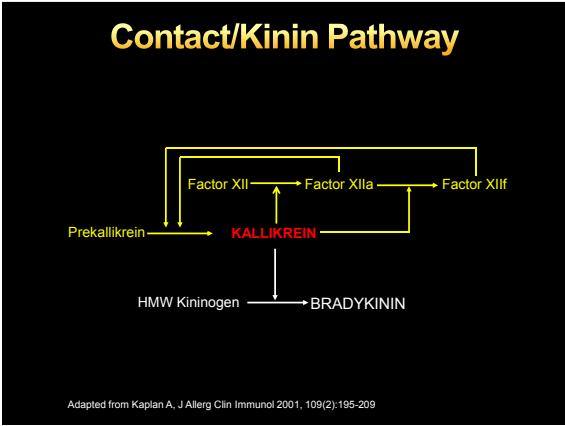 Contact/Kinin Pathway
Factor XII Factor XIIa Factor XIIf
Prekallikrein KALLIKREIN
HMW Kininogen BRADYKININ
Adapted from Kaplan A, J Allerg Clin Immunol 2001, 109(2):195-209